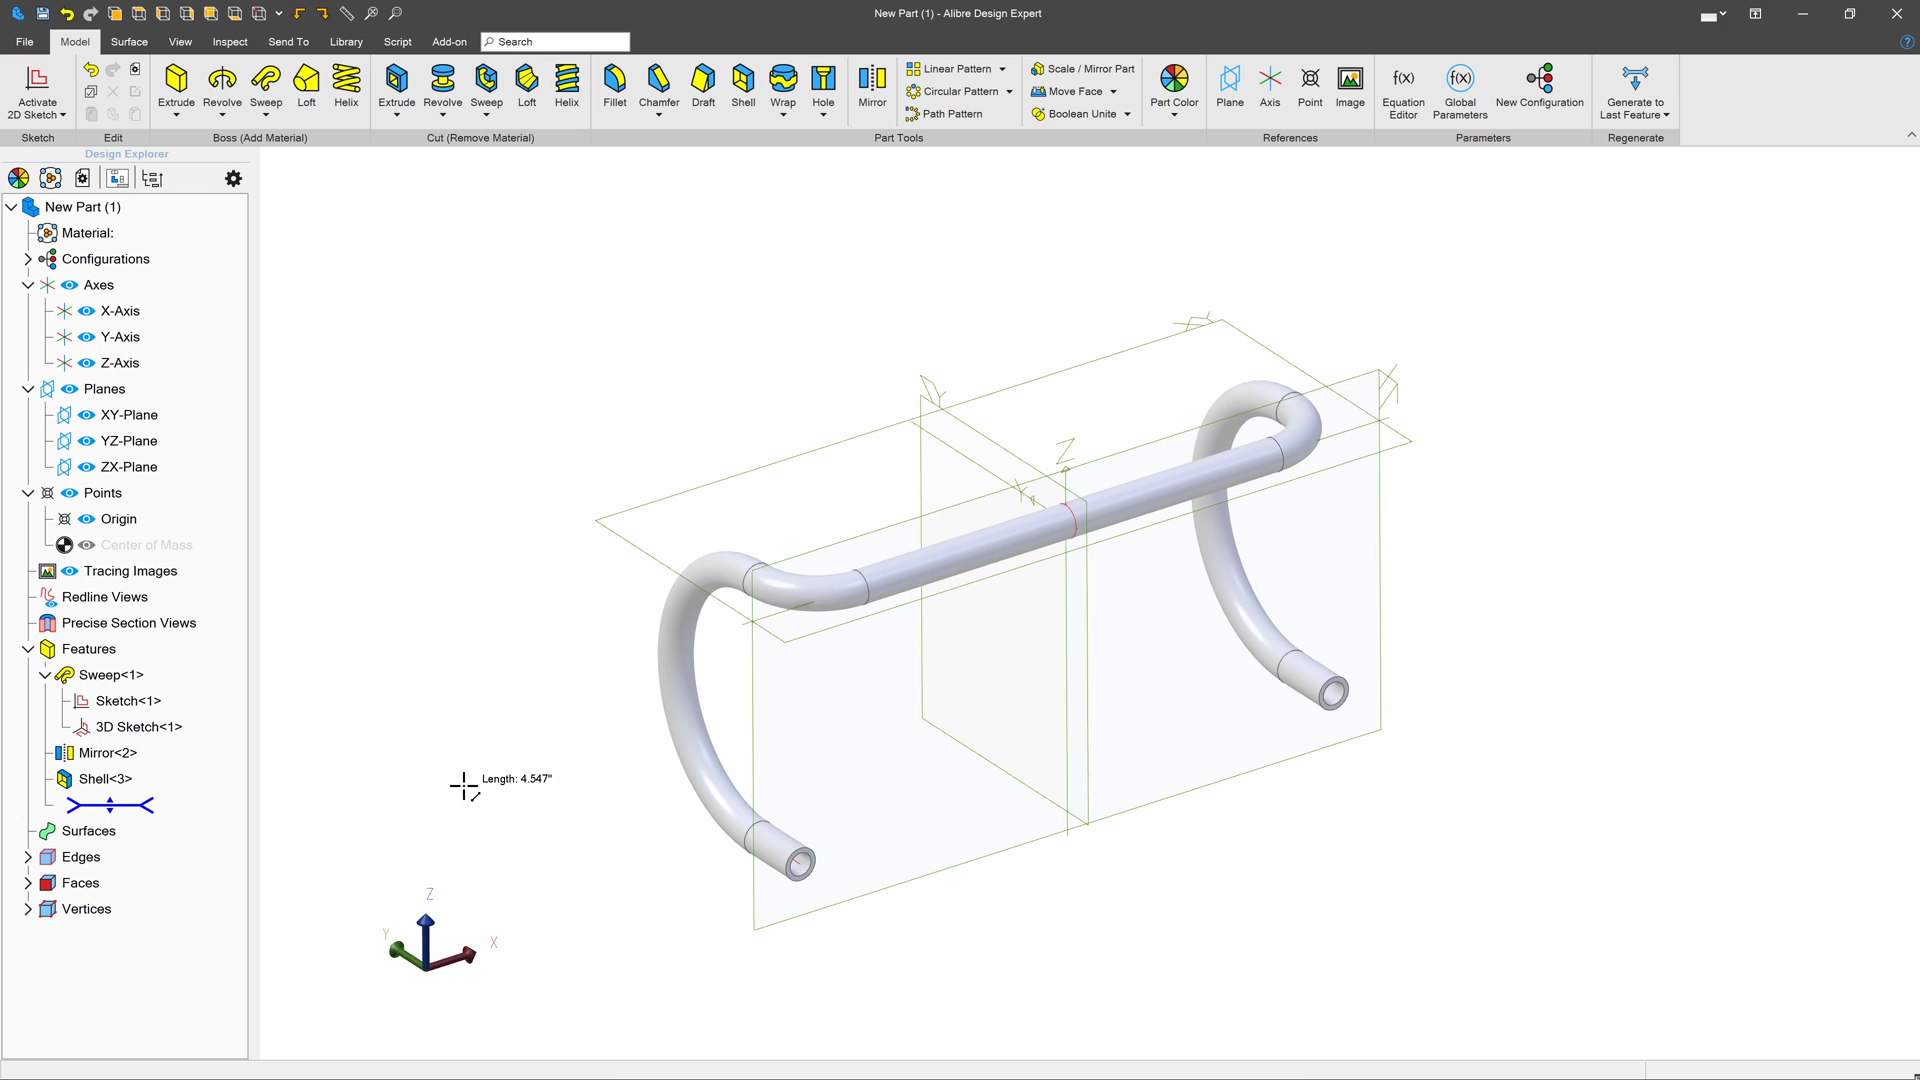 New Part (1) - Alibre Design Expert
File Model Surface View Inspect Send To Library Script Add-on Search
Activate 2D Sketch
Extrude Revolve Sweep Loft Helix
Extrude Revolve Sweep Loft Helix
Fillet Chamfer Draft Shell Wrap Hole Mirror
Linear Pattern
Circular Pattern
Path Pattern
Scale / Mirror Part
Move Face
Boolean Unite
Part Color
Plane Axis Point Image
f(x) Equation Editor
f(x) Global Parameters
New Configuration
Generate to Last Feature
Sketch Edit Boss (Add Material) Cut (Remove Material) Part Tools References Parameters Regenerate
Design Explorer
New Part (1)
Material:
Configurations
Axes
X-Axis
Y-Axis
Z-Axis
Planes
XY-Plane
YZ-Plane
ZX-Plane
Points
Origin
Center of Mass
Tracing Images
Redline Views
Precise Section Views
Features
Sweep<1>
Sketch<1>
3D Sketch<1>
Mirror<2>
Shell<3>
Surfaces
Edges
Faces
Vertices
Z
Y
Length: 4.547"
Z
Y
X